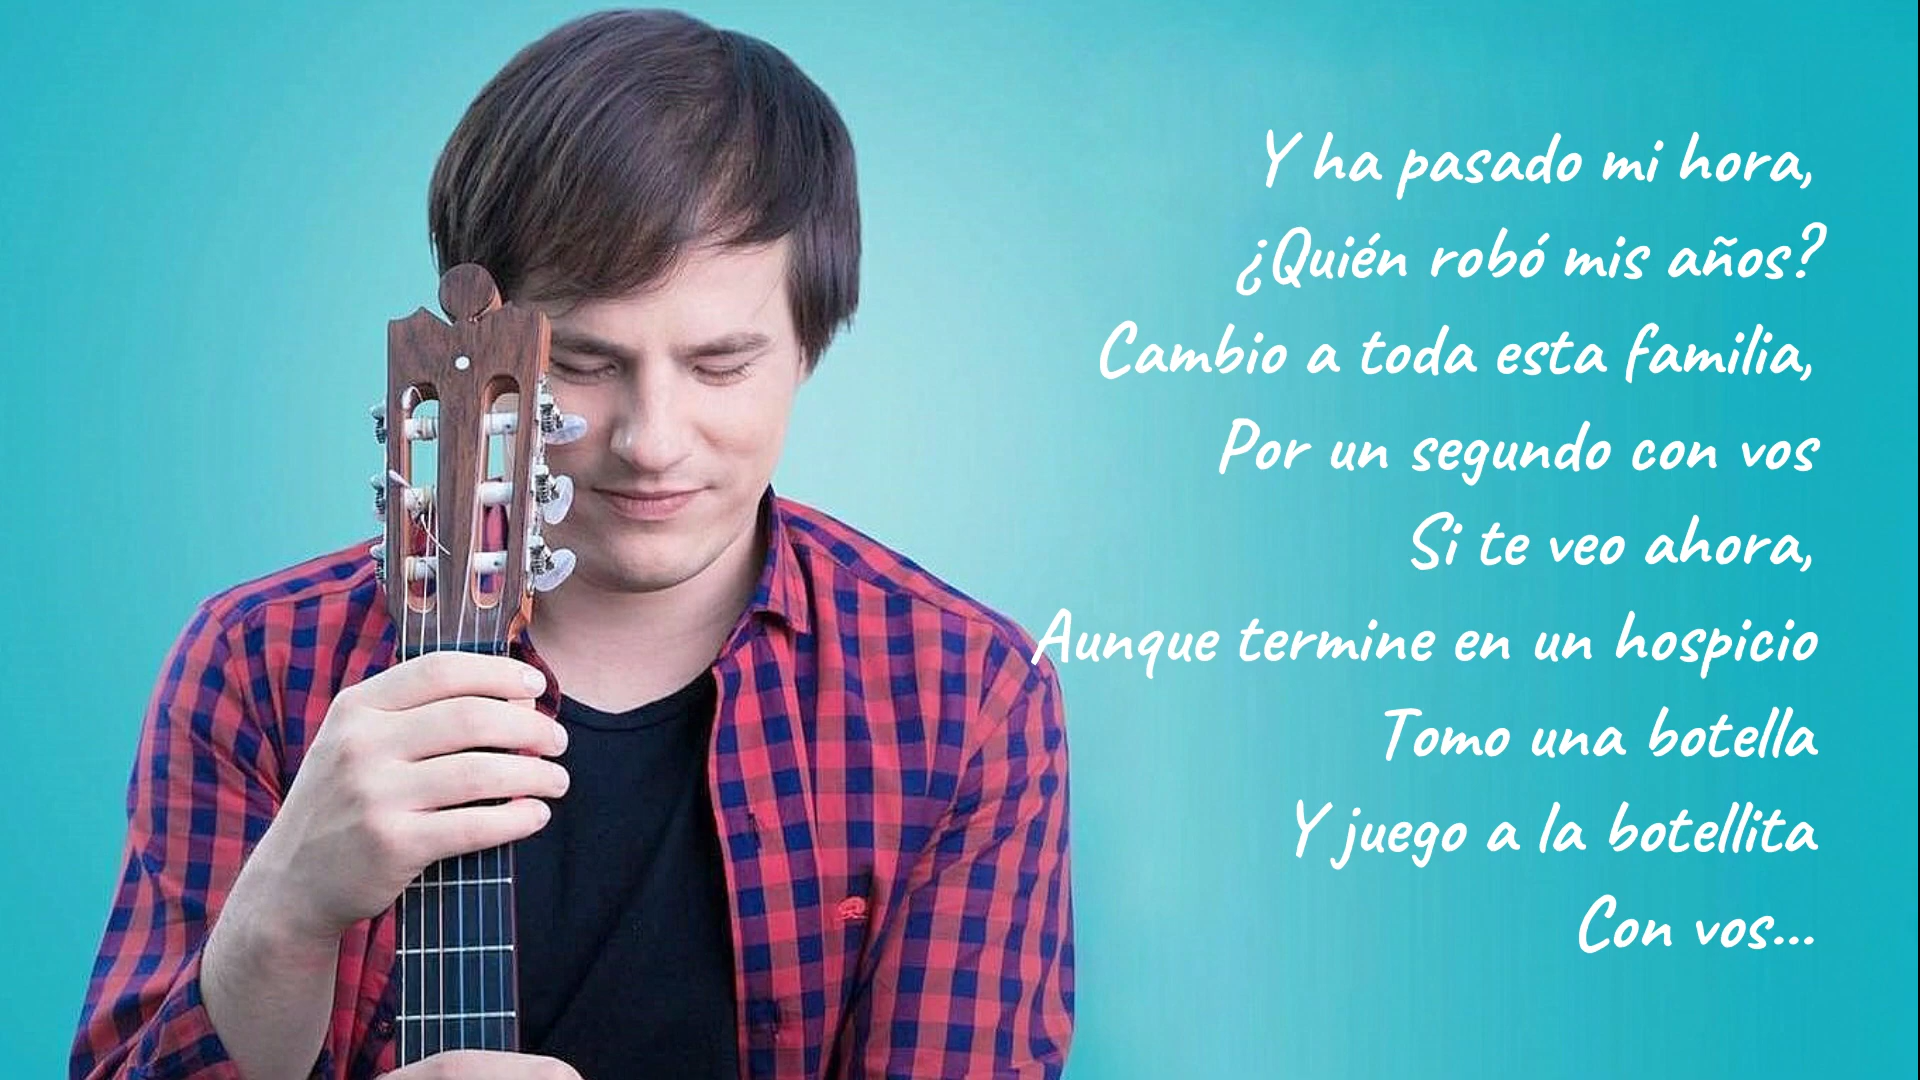 Y ha pasado mi hora,
¿Quién robó mis años?
Cambio a toda esta familia,
Por un segundo con vos
Si te veo ahora,
Aunque termine en un hospicio
Tomo una botella
Y juego a la botellita
Con vos...